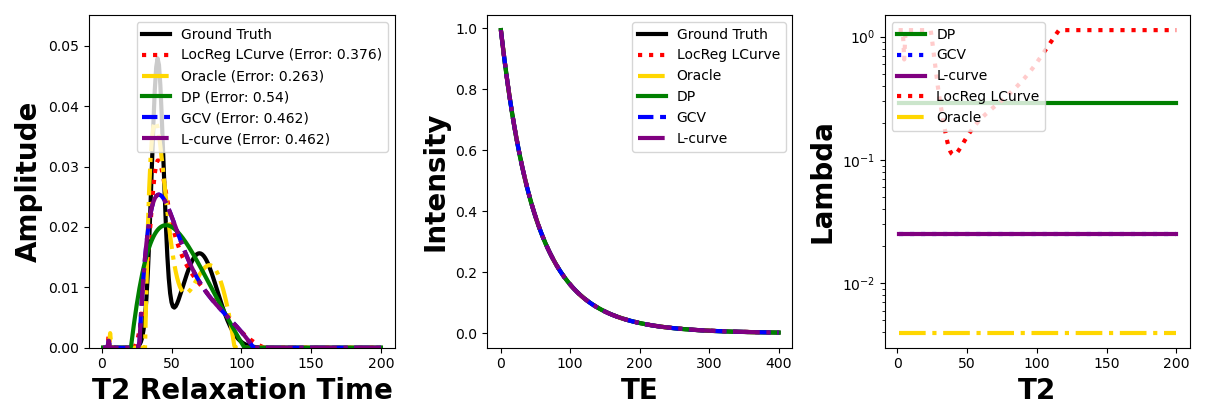 Amplitude
0.05
0.04
0.03
0.02
0.01
0.00
Ground Truth
LocReg LCurve (Error: 0.376)
Oracle (Error: 0.263)
DP (Error: 0.54)
GCV (Error: 0.462)
L-curve (Error: 0.462)
0 50 100 150 200
T2 Relaxation Time
Intensity
1.0
0.8
0.6
0.4
0.2
0.0
Ground Truth
LocReg LCurve
Oracle
DP
GCV
L-curve
0 100 200 300 400
TE
Lambda
10⁰
10⁻¹
10⁻²
DP
GCV
L-curve
LocReg LCurve
Oracle
0 50 100 150 200
T2